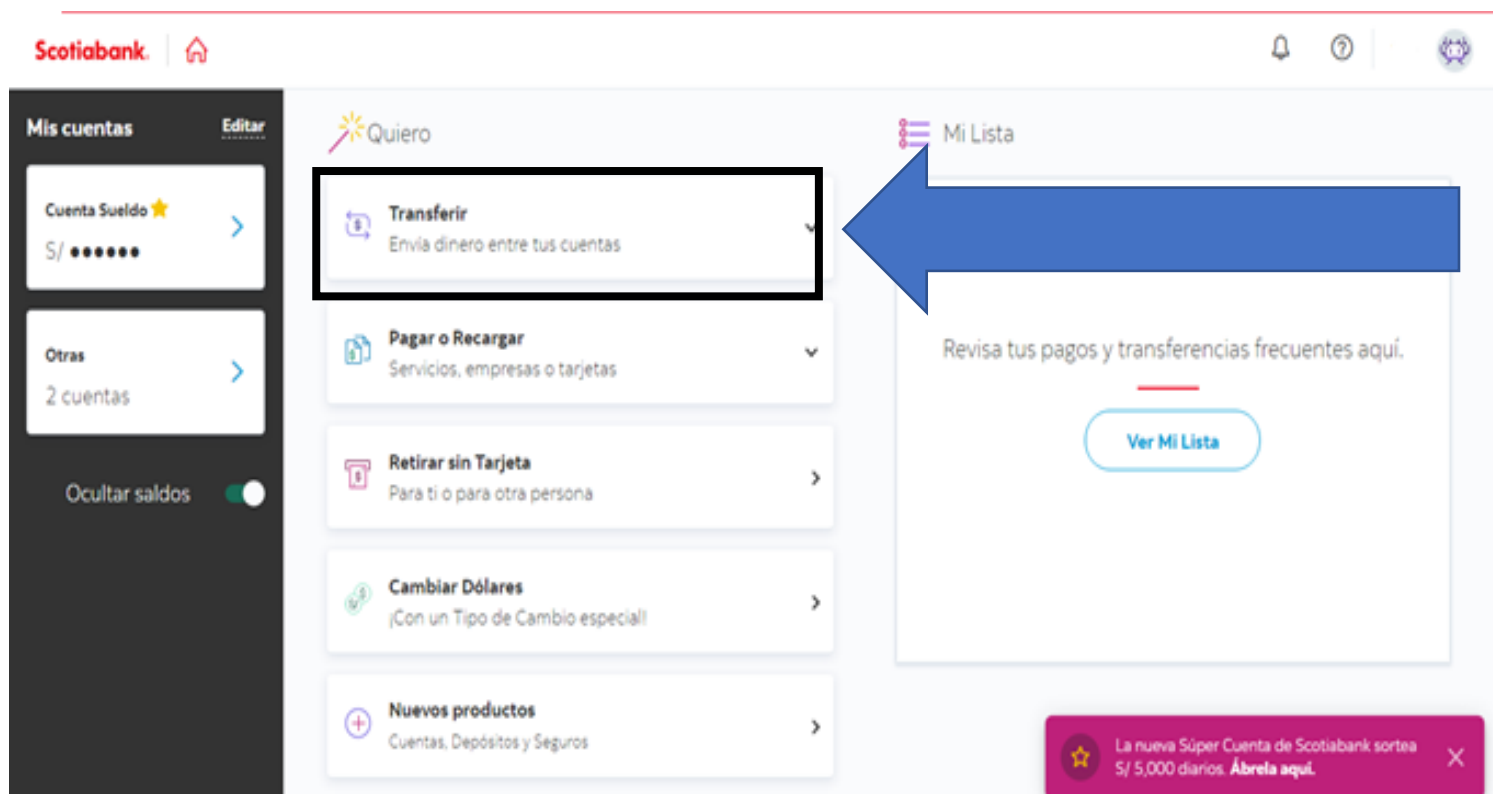 Scotiabank.
Mis cuentas
Editar
Cuenta Sueldo
S/ ••••••
Otras
2 cuentas
Ocultar saldos
Quiero
Transferir
Envía dinero entre tus cuentas
Pagar o Recargar
Servicios, empresas o tarjetas
Retirar sin Tarjeta
Para ti o para otra persona
Cambiar Dólares
¡Con un Tipo de Cambio especial!
Nuevos productos
Cuentas, Depósitos y Seguros
Mi Lista
Revisa tus pagos y transferencias frecuentes aquí.
Ver Mi Lista
La nueva Súper Cuenta de Scotiabank sortea
S/ 5,000 diarios. Ábrela aquí.